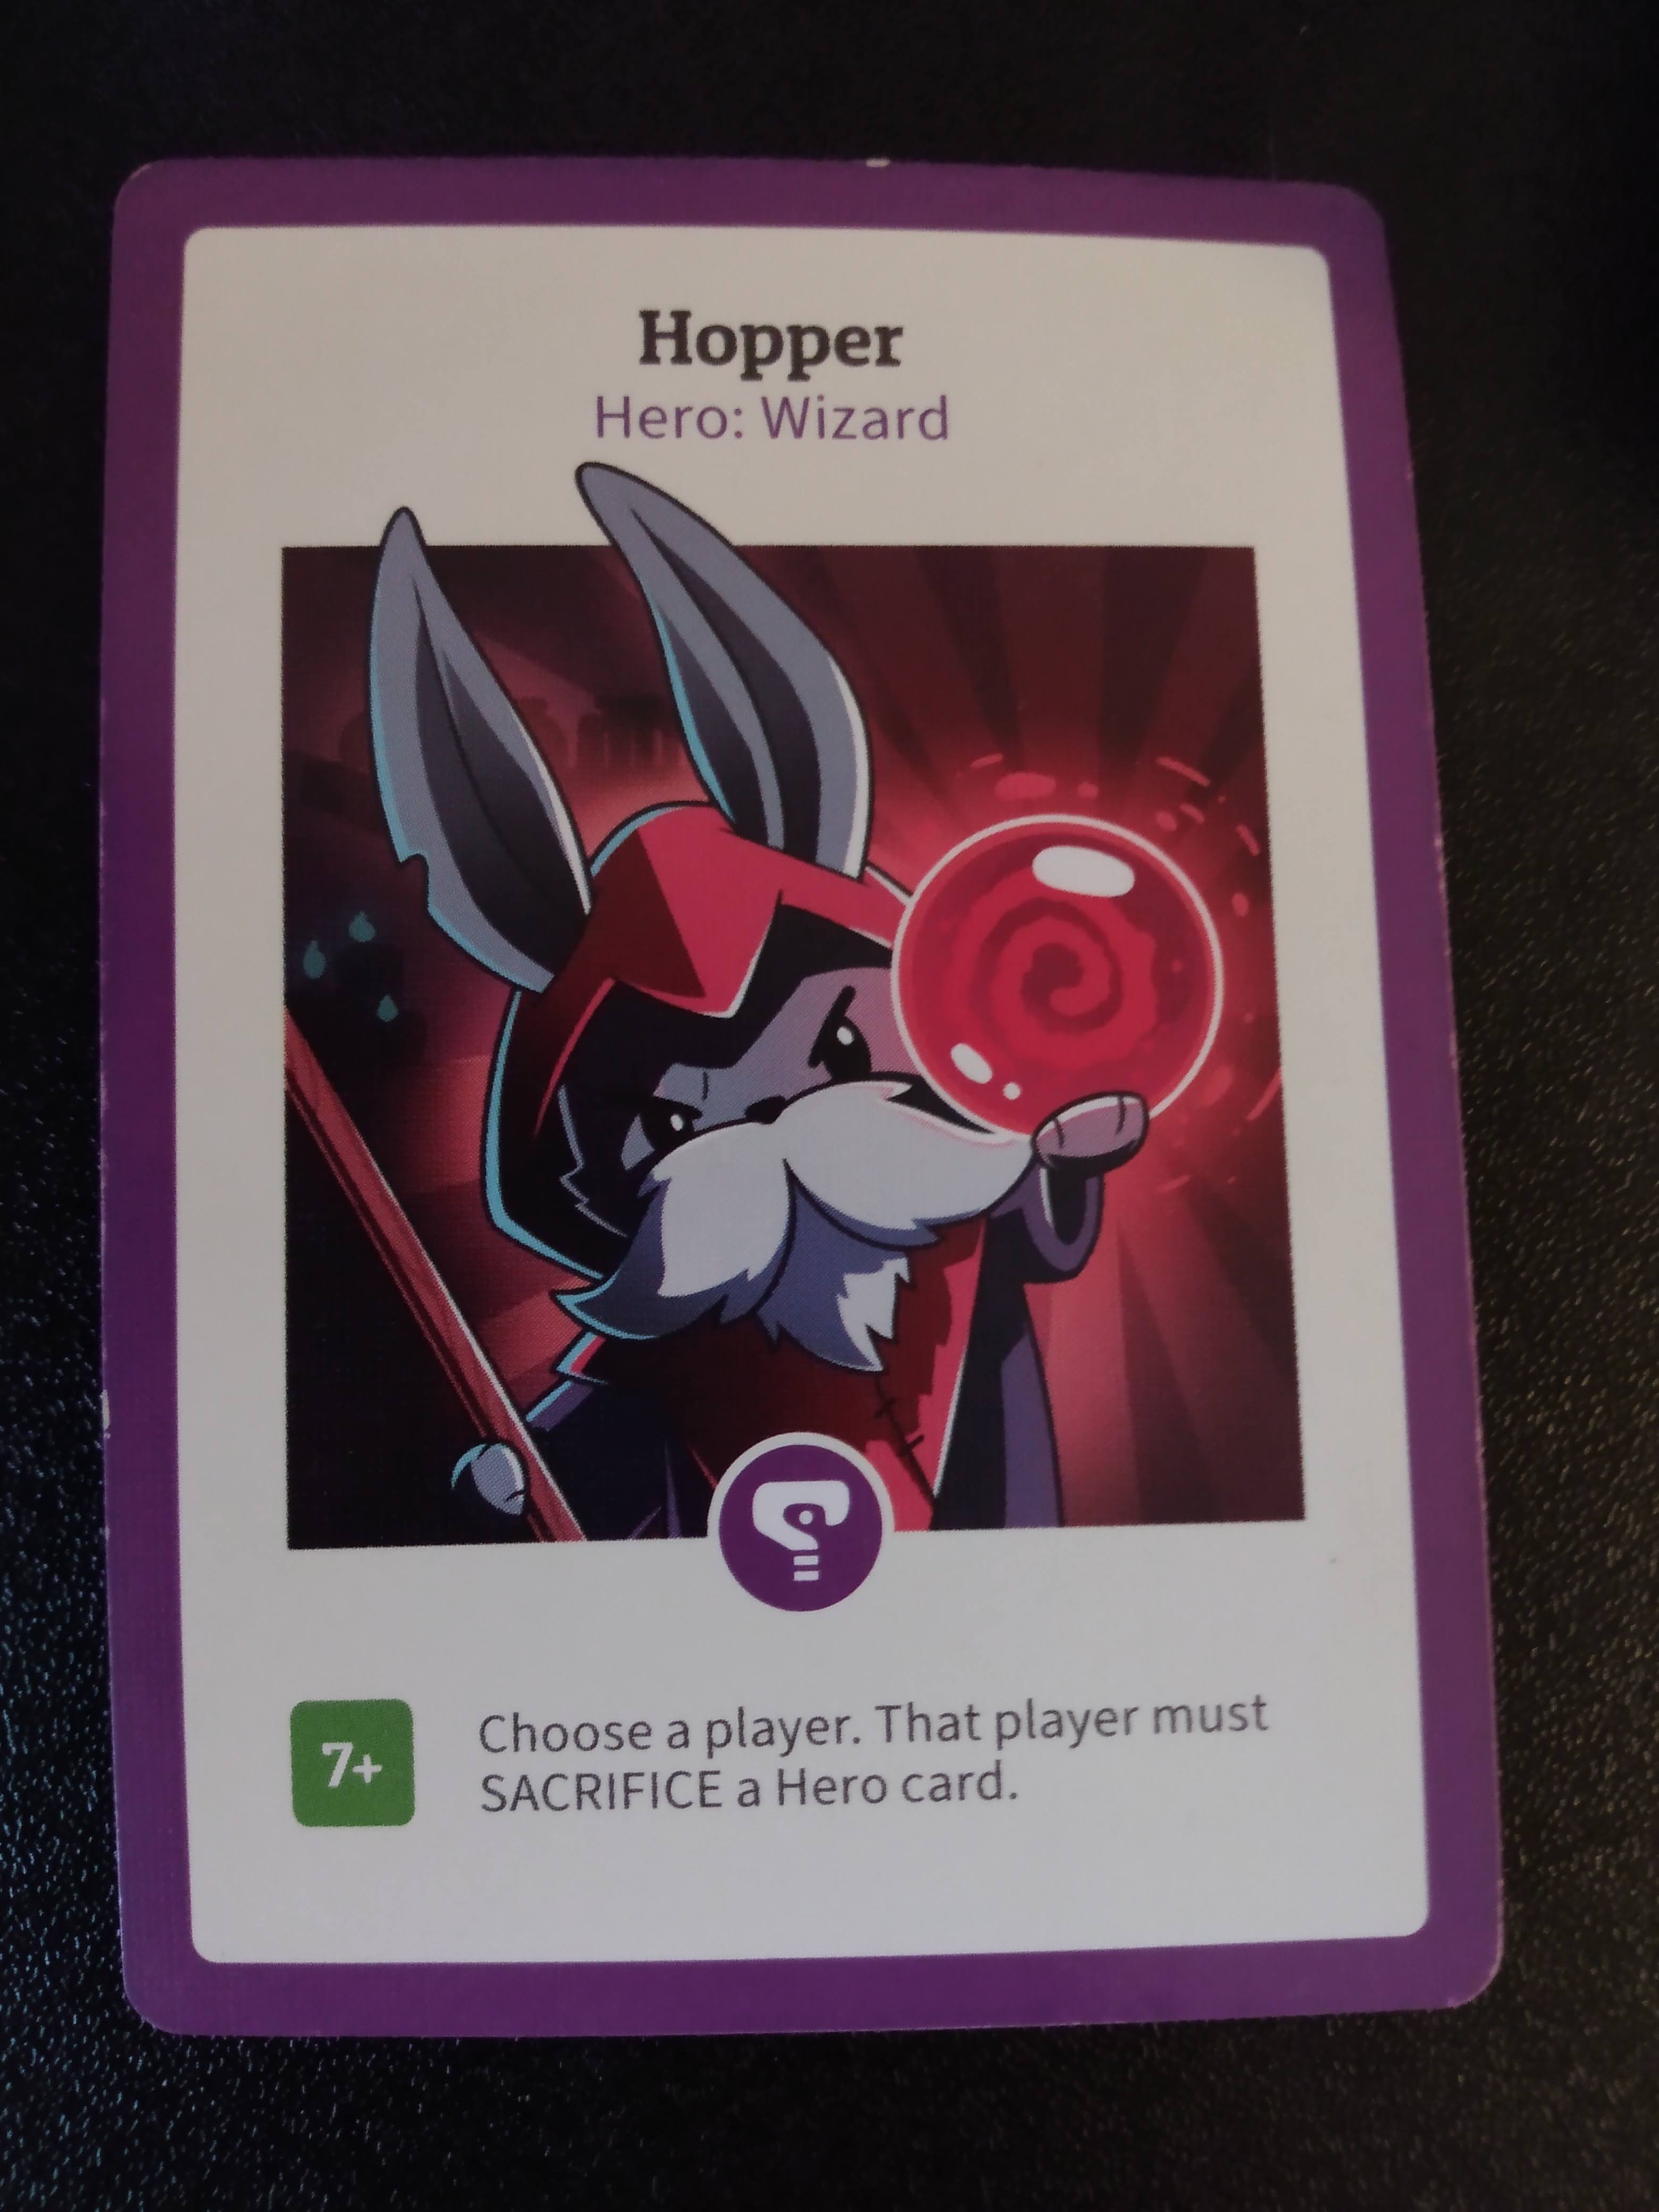 Hopper
Hero: Wizard
7+
Choose a player. That player must
SACRIFICE a Hero card.